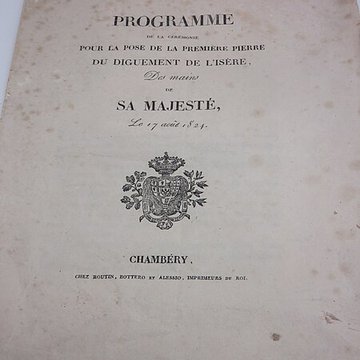 PROGRAMME
DE LA CÉRÉMONIE
POUR LA POSE DE LA PREMIÈRE PIERRE
DU DIGUEMENT DE L'ISÈRE,
Des mains
DE
SA MAJESTÉ,
Le 17 août 1824.
CHAMBÉRY,
CHEZ ROUTIN, BOTTERO ET ALESSIO, IMPRIMEURS DU ROI.